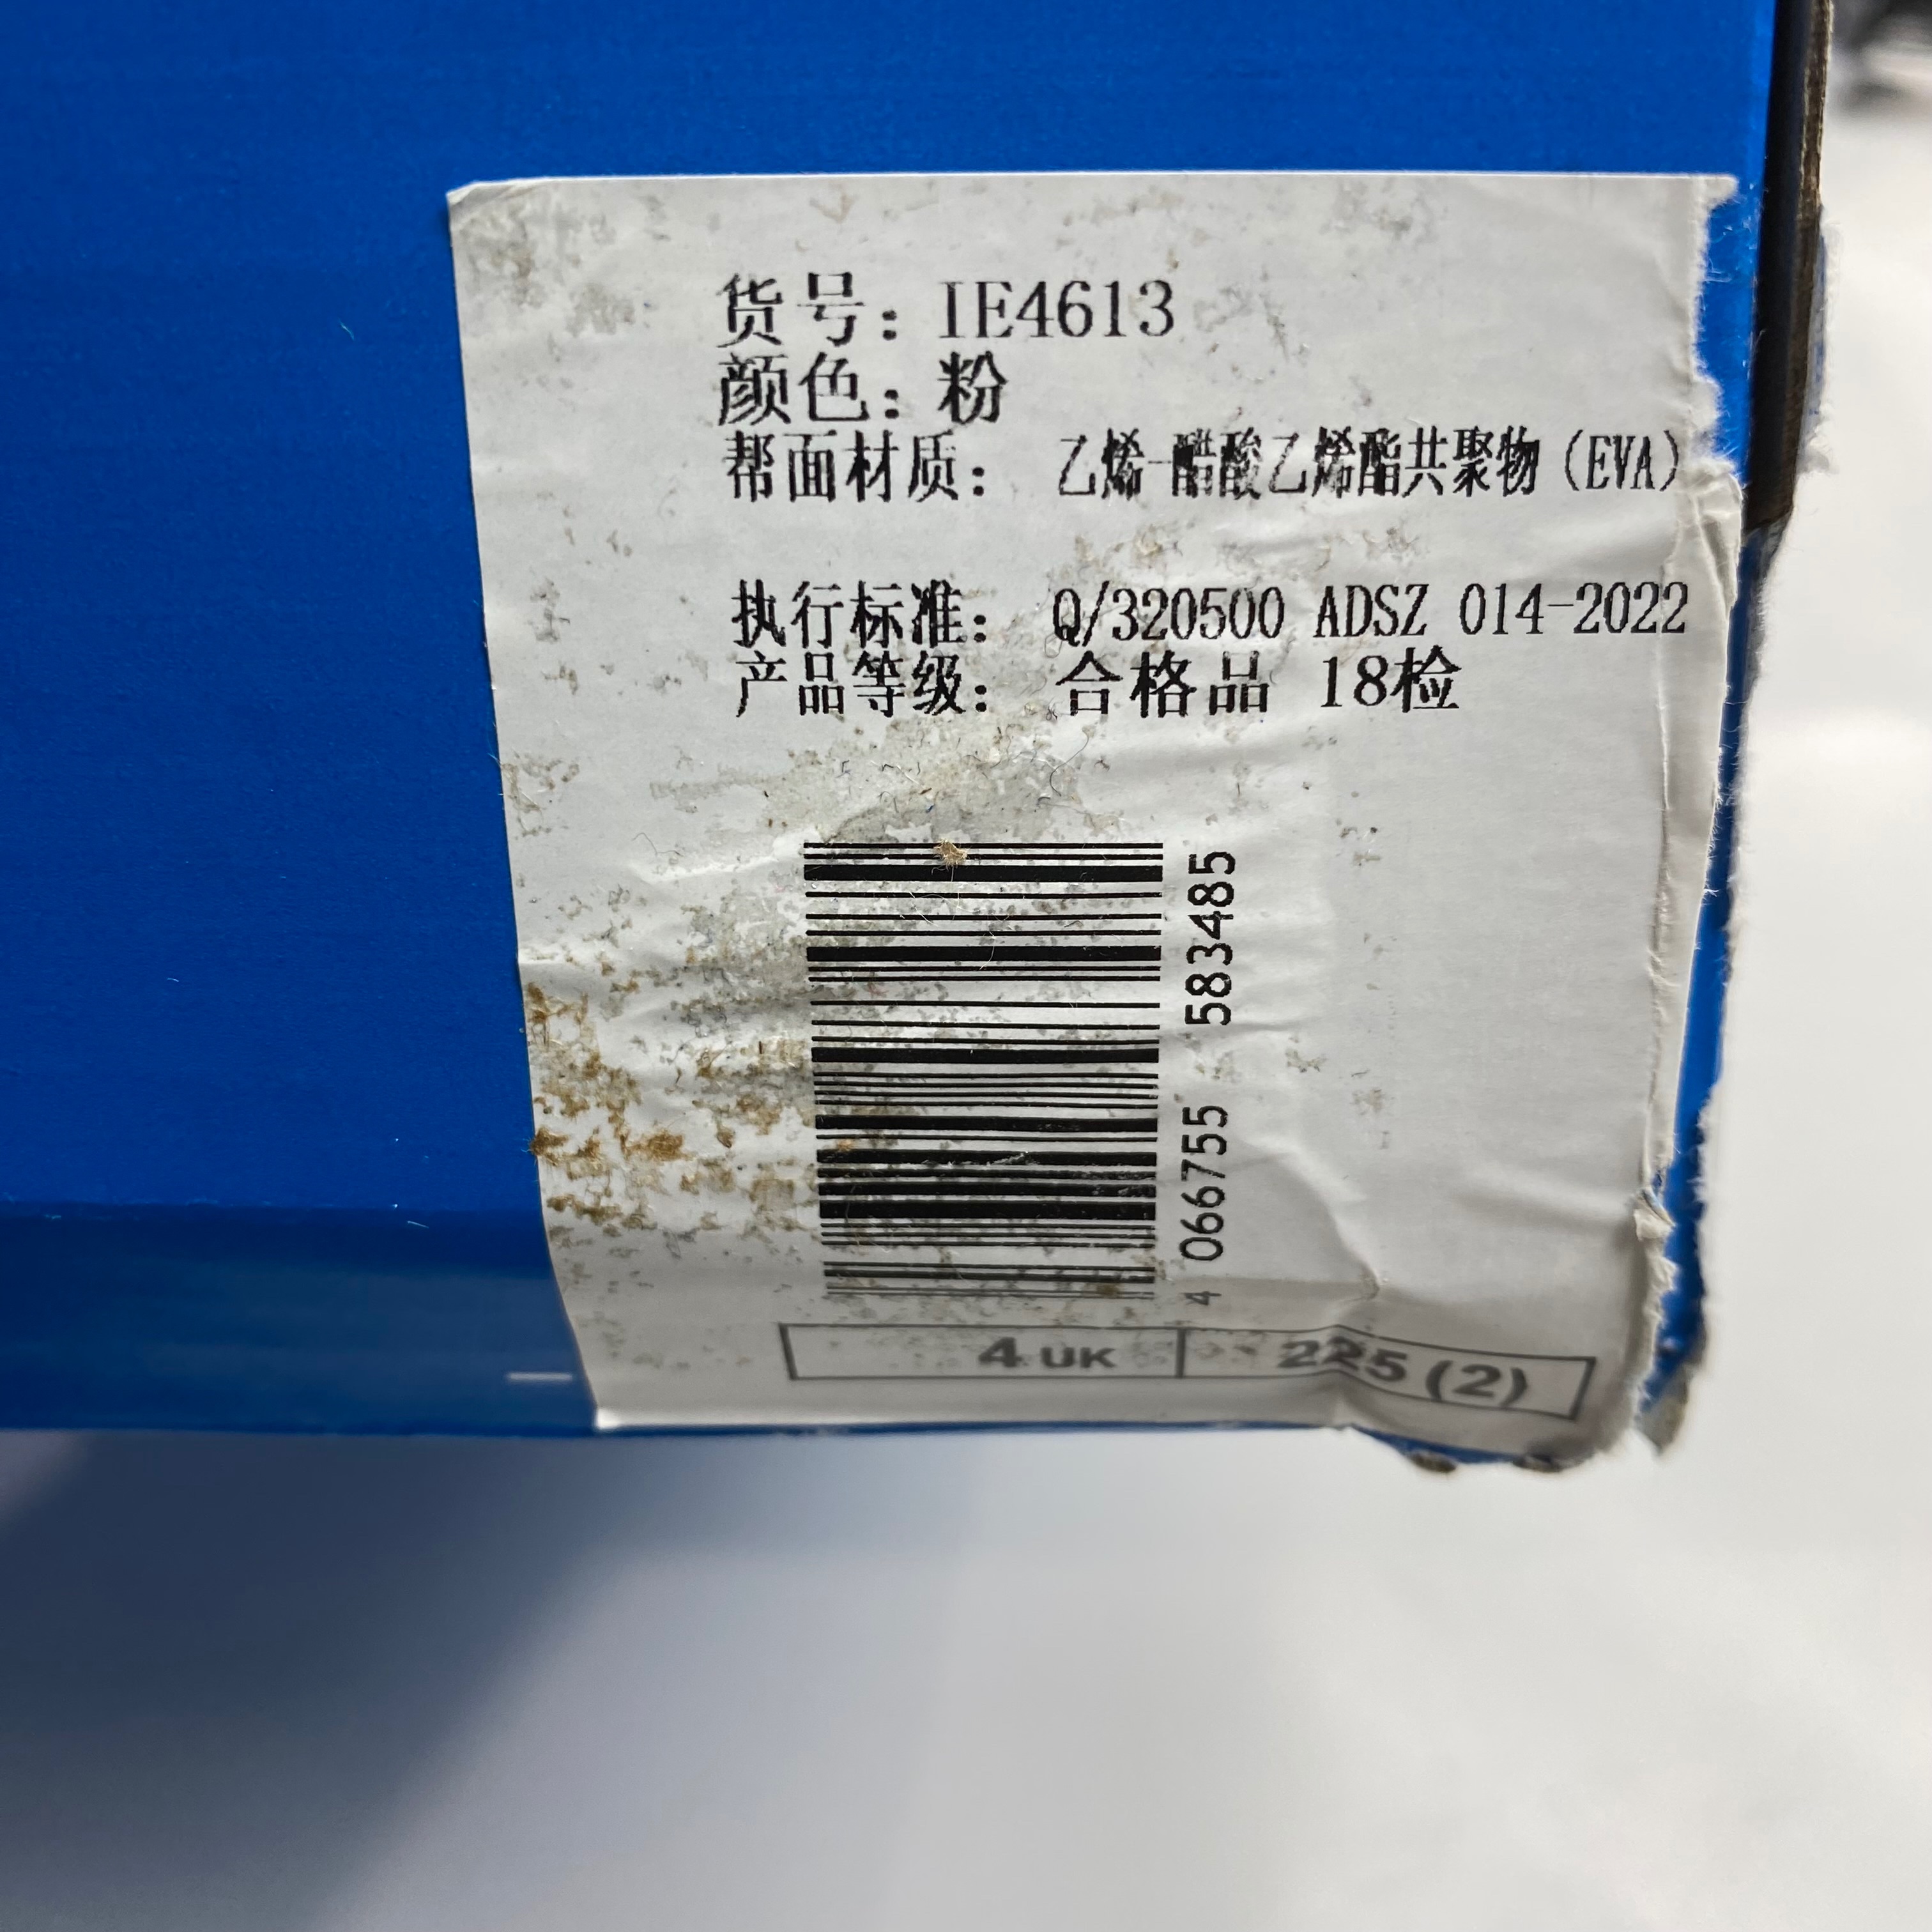 货号: IE4613
颜色: 粉
帮面材质: 乙烯-醋酸乙烯酯共聚物(EVA)
执行标准: Q/320500 ADSZ 014-2022
产品等级: 合格品 18检
4 066755 583485
4 UK 225 (2)